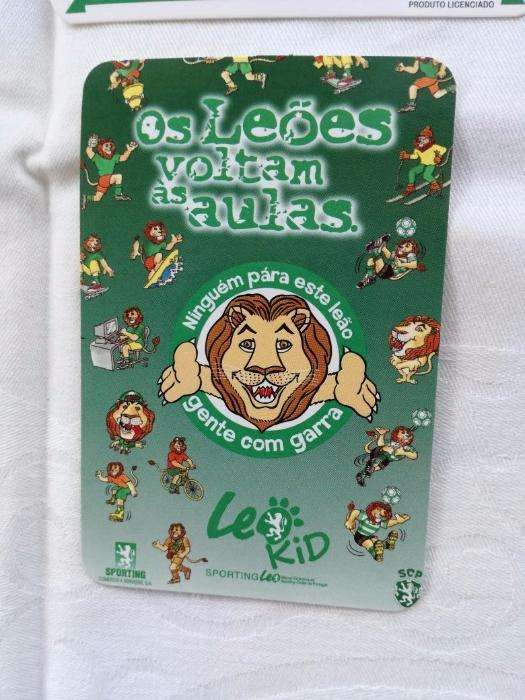 PRODUTO LICENCIADO
Os Leões
voltam
às aulas.
Ninguém pára este leão
gente com garra
Leo
KiD
SPORTING
SPORTING Leo
SCP